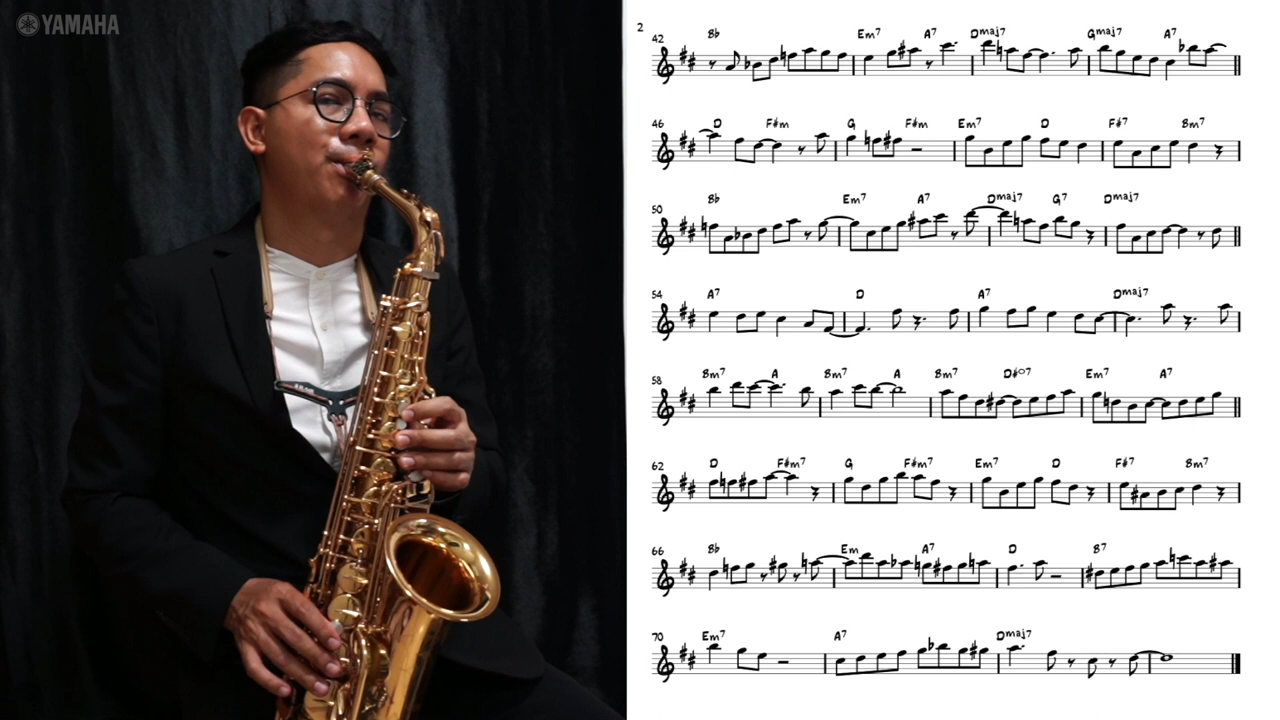 YAMAHA
2
42 Bb Em7 A7 Dmaj7 Gmaj7 A7
46 D F#m G F#m Em7 D F#7 Bm7
50 Bb Em7 A7 Dmaj7 G7 Dmaj7
54 A7 D A7 Dmaj7
58 Bm7 A Bm7 A Bm7 D#o7 Em7 A7
62 D F#m7 G F#m7 Em7 D F#7 Bm7
66 Bb Em A7 D B7
70 Em7 A7 Dmaj7